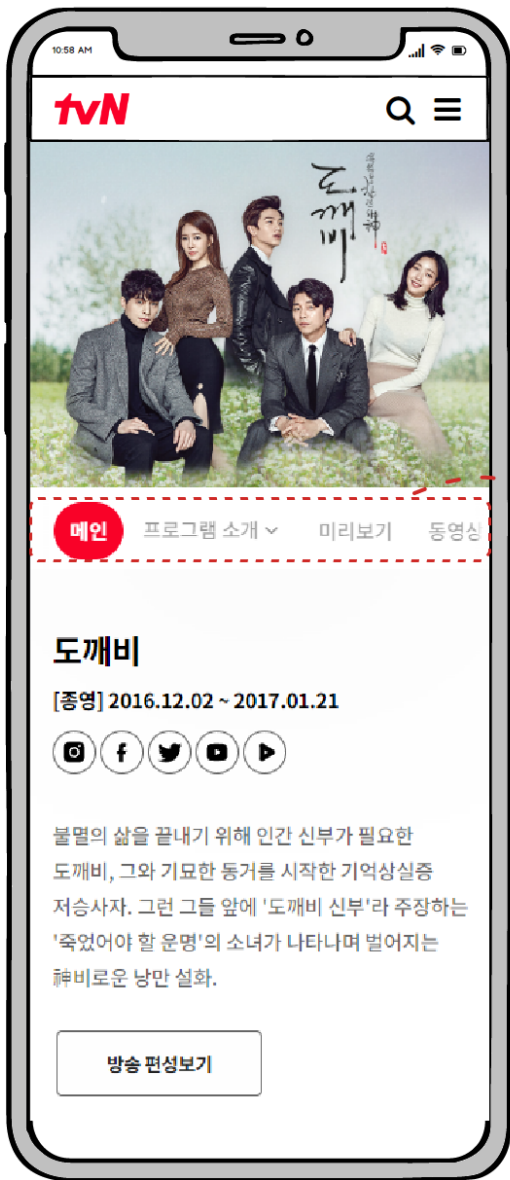 10:58 AM
tvN
도깨비
메인 프로그램 소개 미리보기 동영상
도깨비
[종영] 2016.12.02 ~ 2017.01.21
불멸의 삶을 끝내기 위해 인간 신부가 필요한
도깨비, 그와 기묘한 동거를 시작한 기억상실증
저승사자. 그런 그들 앞에 '도깨비 신부'라 주장하는
'죽었어야 할 운명'의 소녀가 나타나며 벌어지는
神비로운 낭만 설화.
방송 편성보기